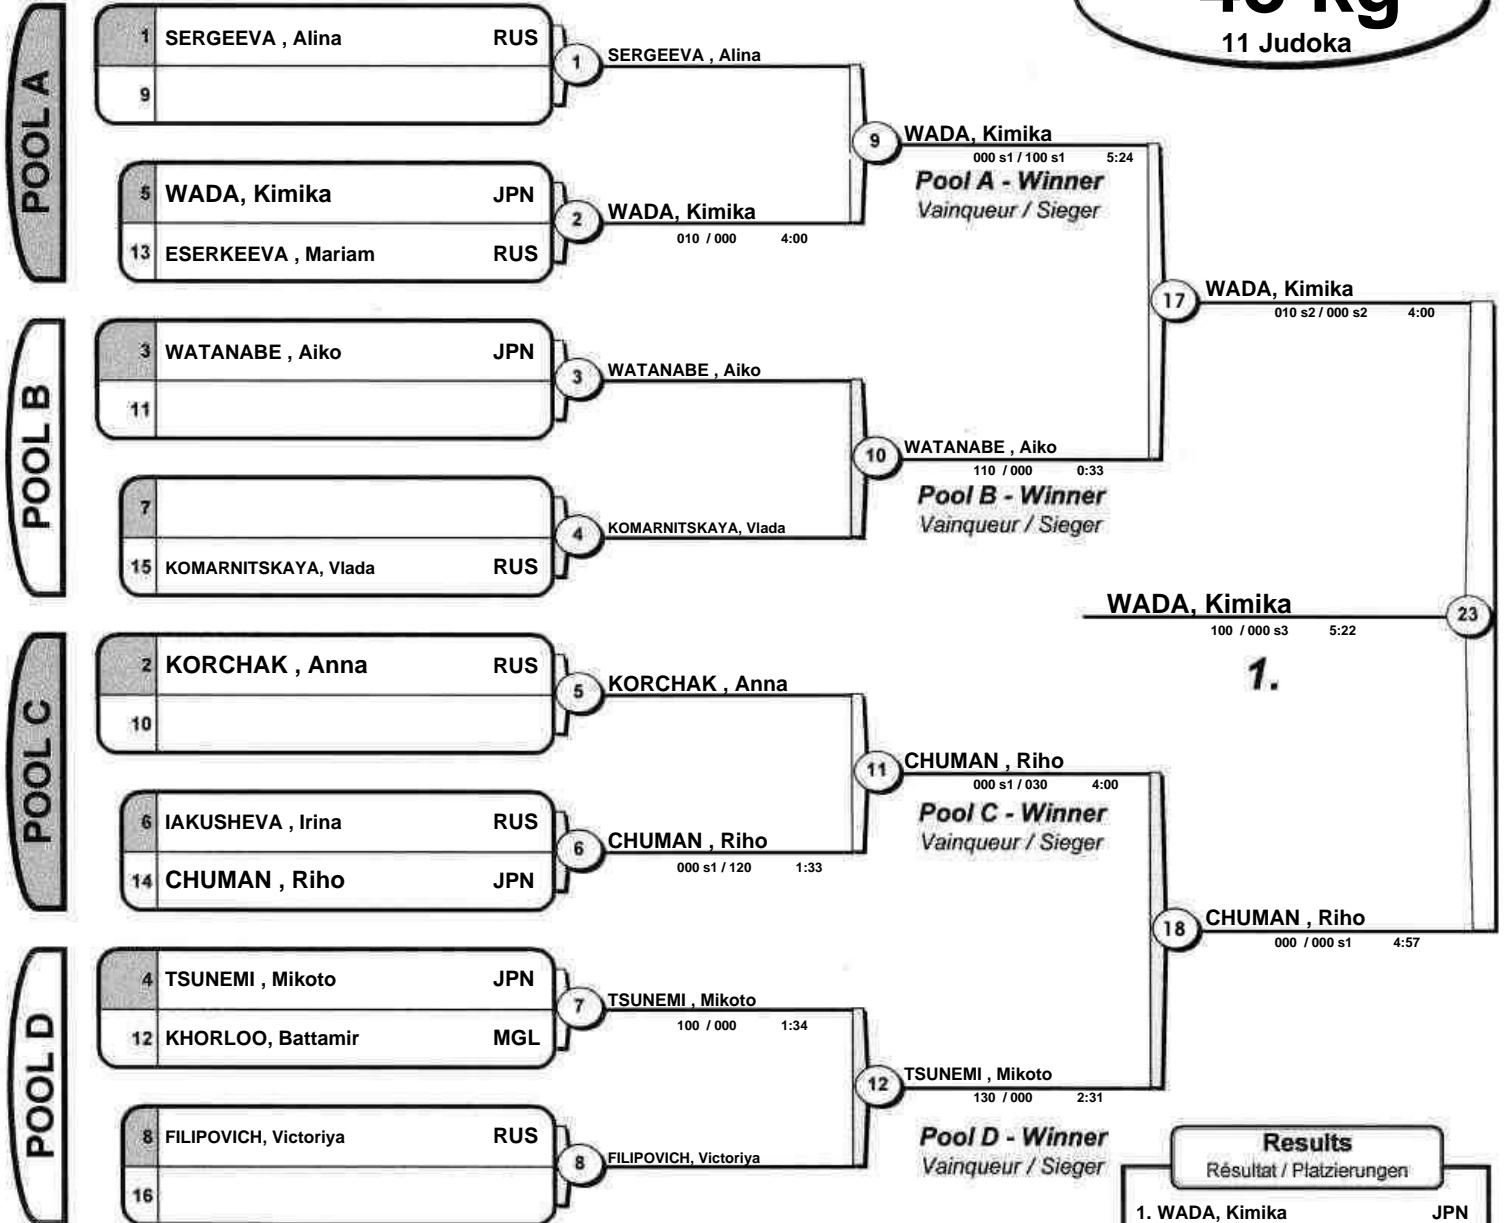 48 kg
11 Judoka
POOL A
1 SERGEEVA , Alina RUS
9
1 SERGEEVA , Alina
5 WADA, Kimika JPN
13 ESERKEEVA , Mariam RUS
2 WADA, Kimika
010 / 000 4:00
9 WADA, Kimika
000 s1 / 100 s1 5:24
Pool A - Winner
Vainqueur / Sieger
POOL B
3 WATANABE , Aiko JPN
11
3 WATANABE , Aiko
7
15 KOMARNITSKAYA, Vlada RUS
4 KOMARNITSKAYA, Vlada
10 WATANABE , Aiko
110 / 000 0:33
Pool B - Winner
Vainqueur / Sieger
17 WADA, Kimika
010 s2 / 000 s2 4:00
WADA, Kimika 23
100 / 000 s3 5:22
1.
POOL C
2 KORCHAK , Anna RUS
10
5 KORCHAK , Anna
6 IAKUSHEVA , Irina RUS
14 CHUMAN , Riho JPN
6 CHUMAN , Riho
000 s1 / 120 1:33
11 CHUMAN , Riho
000 s1 / 030 4:00
Pool C - Winner
Vainqueur / Sieger
POOL D
4 TSUNEMI , Mikoto JPN
12 KHORLOO, Battamir MGL
7 TSUNEMI , Mikoto
100 / 000 1:34
8 FILIPOVICH, Victoriya RUS
16
8 FILIPOVICH, Victoriya
12 TSUNEMI , Mikoto
130 / 000 2:31
Pool D - Winner
Vainqueur / Sieger
18 CHUMAN , Riho
000 / 000 s1 4:57
Results
Résultat / Platzierungen
1. WADA, Kimika JPN